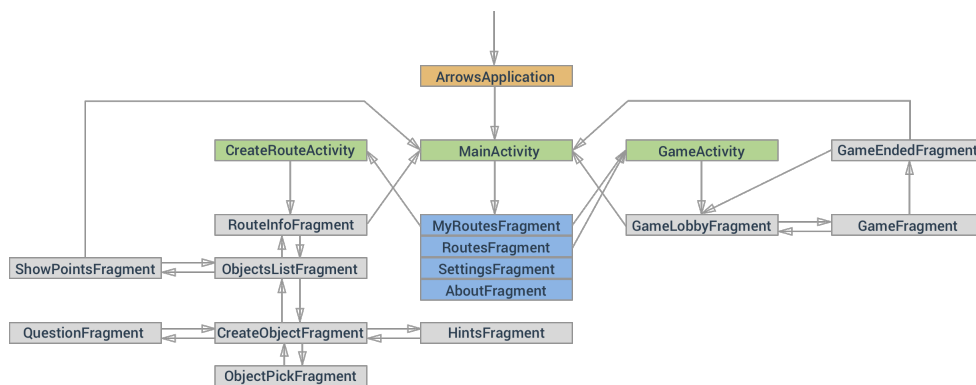 ArrowsApplication
CreateRouteActivity
MainActivity
GameActivity
GameEndedFragment
RouteInfoFragment
MyRoutesFragment
GameLobbyFragment
GameFragment
RoutesFragment
ShowPointsFragment
ObjectsListFragment
SettingsFragment
AboutFragment
QuestionFragment
CreateObjectFragment
HintsFragment
ObjectPickFragment